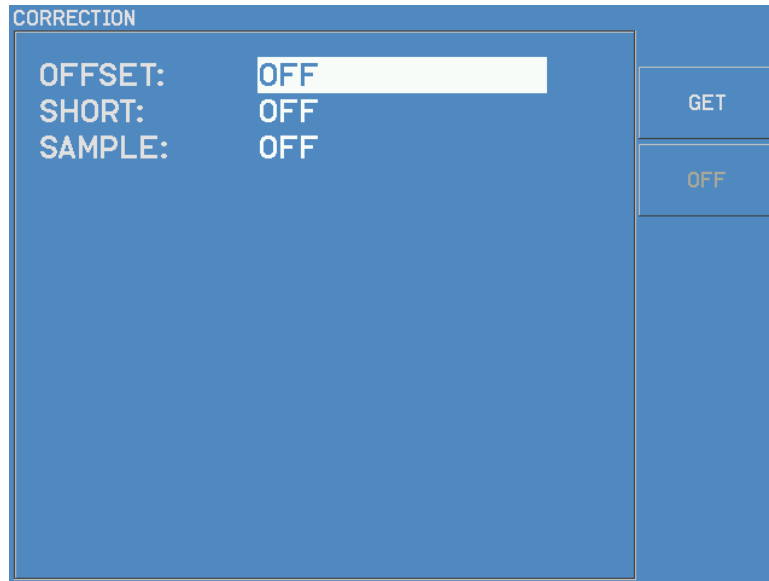 CORRECTION
OFFSET: OFF
SHORT: OFF
SAMPLE: OFF
GET
OFF